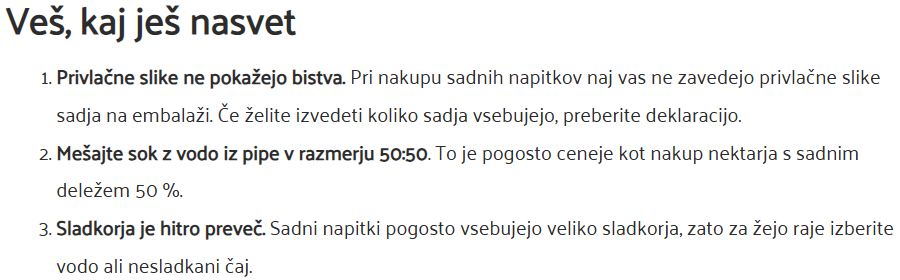 Veš, kaj ješ nasvet
1. Privlačne slike ne pokažejo bistva. Pri nakupu sadnih napitkov naj vas ne zavedejo privlačne slike
sadja na embalaži. Če želite izvedeti koliko sadja vsebujejo, preberite deklaracijo.
2. Mešajte sok z vodo iz pipe v razmerju 50:50. To je pogosto ceneje kot nakup nektarja s sadnim
deležem 50 %.
3. Sladkorja je hitro preveč. Sadni napitki pogosto vsebujejo veliko sladkorja, zato za žejo raje izberite
vodo ali nesladkani čaj.